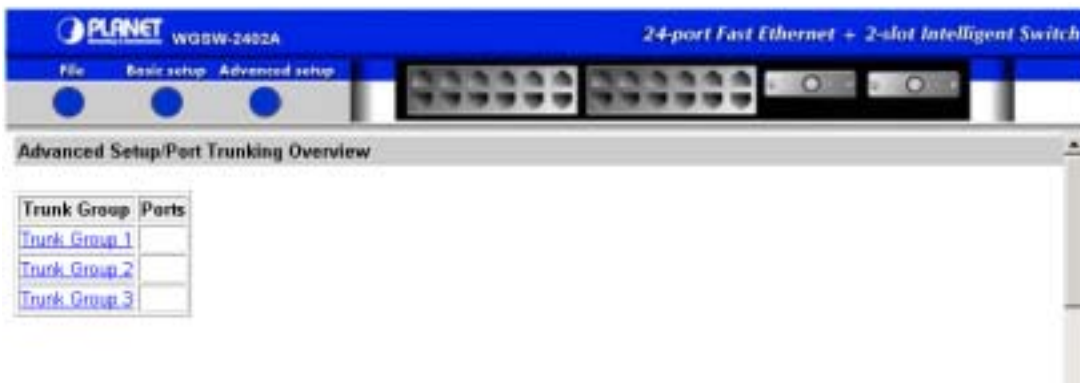 PLANET WGSW-2402A
24-port Fast Ethernet + 2-slot Intelligent Switch
File Basic setup Advanced setup
Advanced Setup/Port Trunking Overview
Trunk Group Ports
Trunk Group 1
Trunk Group 2
Trunk Group 3